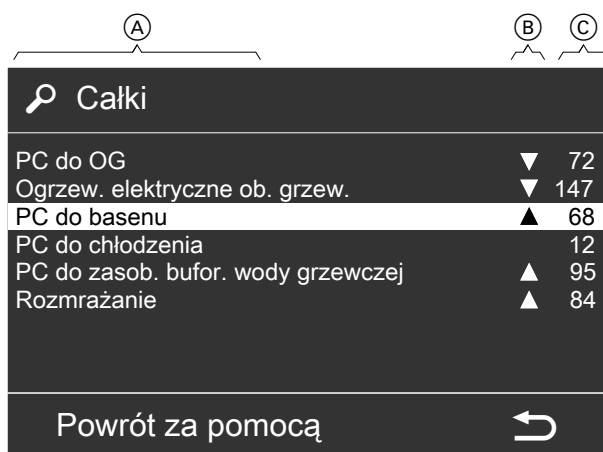 A B C
Całki
PC do OG ▼ 72
Ogrzew. elektryczne ob. grzew. ▼ 147
PC do basenu ▲ 68
PC do chłodzenia 12
PC do zasob. bufor. wody grzewczej ▲ 95
Rozmrażanie ▲ 84
Powrót za pomocą